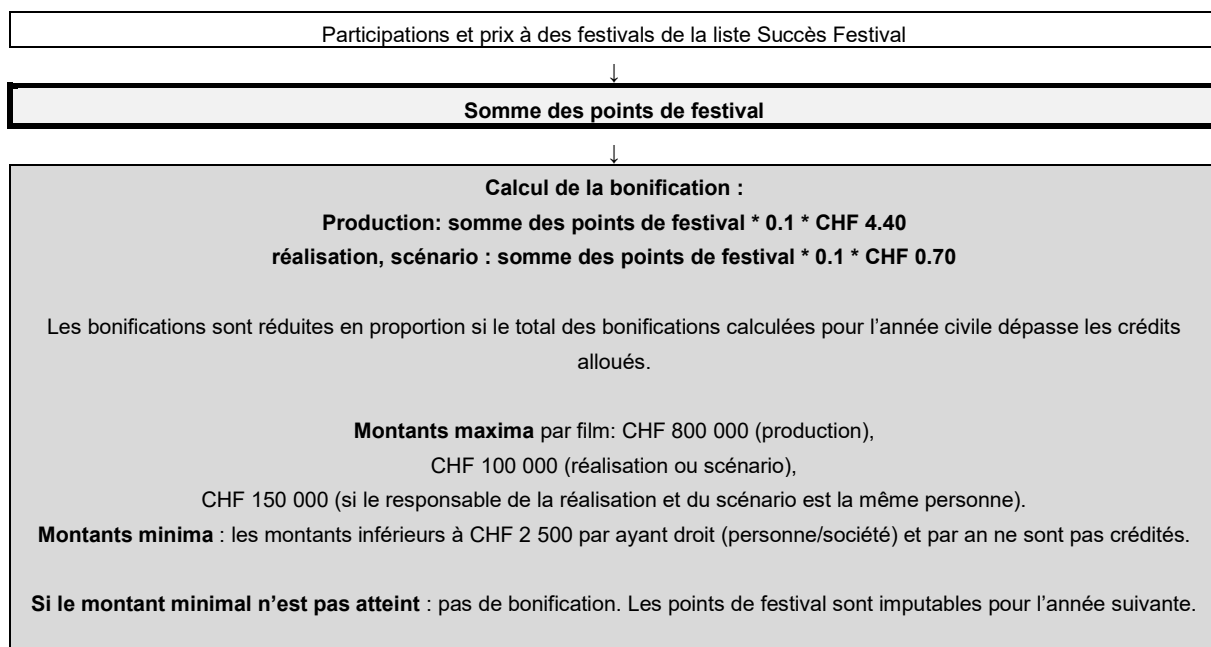 Participations et prix à des festivals de la liste Succès Festival
↓
Somme des points de festival
↓
Calcul de la bonification :
Production: somme des points de festival * 0.1 * CHF 4.40
réalisation, scénario : somme des points de festival * 0.1 * CHF 0.70
Les bonifications sont réduites en proportion si le total des bonifications calculées pour l’année civile dépasse les crédits
alloués.
Montants maxima par film: CHF 800 000 (production),
CHF 100 000 (réalisation ou scénario),
CHF 150 000 (si le responsable de la réalisation et du scénario est la même personne).
Montants minima : les montants inférieurs à CHF 2 500 par ayant droit (personne/société) et par an ne sont pas crédités.
Si le montant minimal n’est pas atteint : pas de bonification. Les points de festival sont imputables pour l’année suivante.